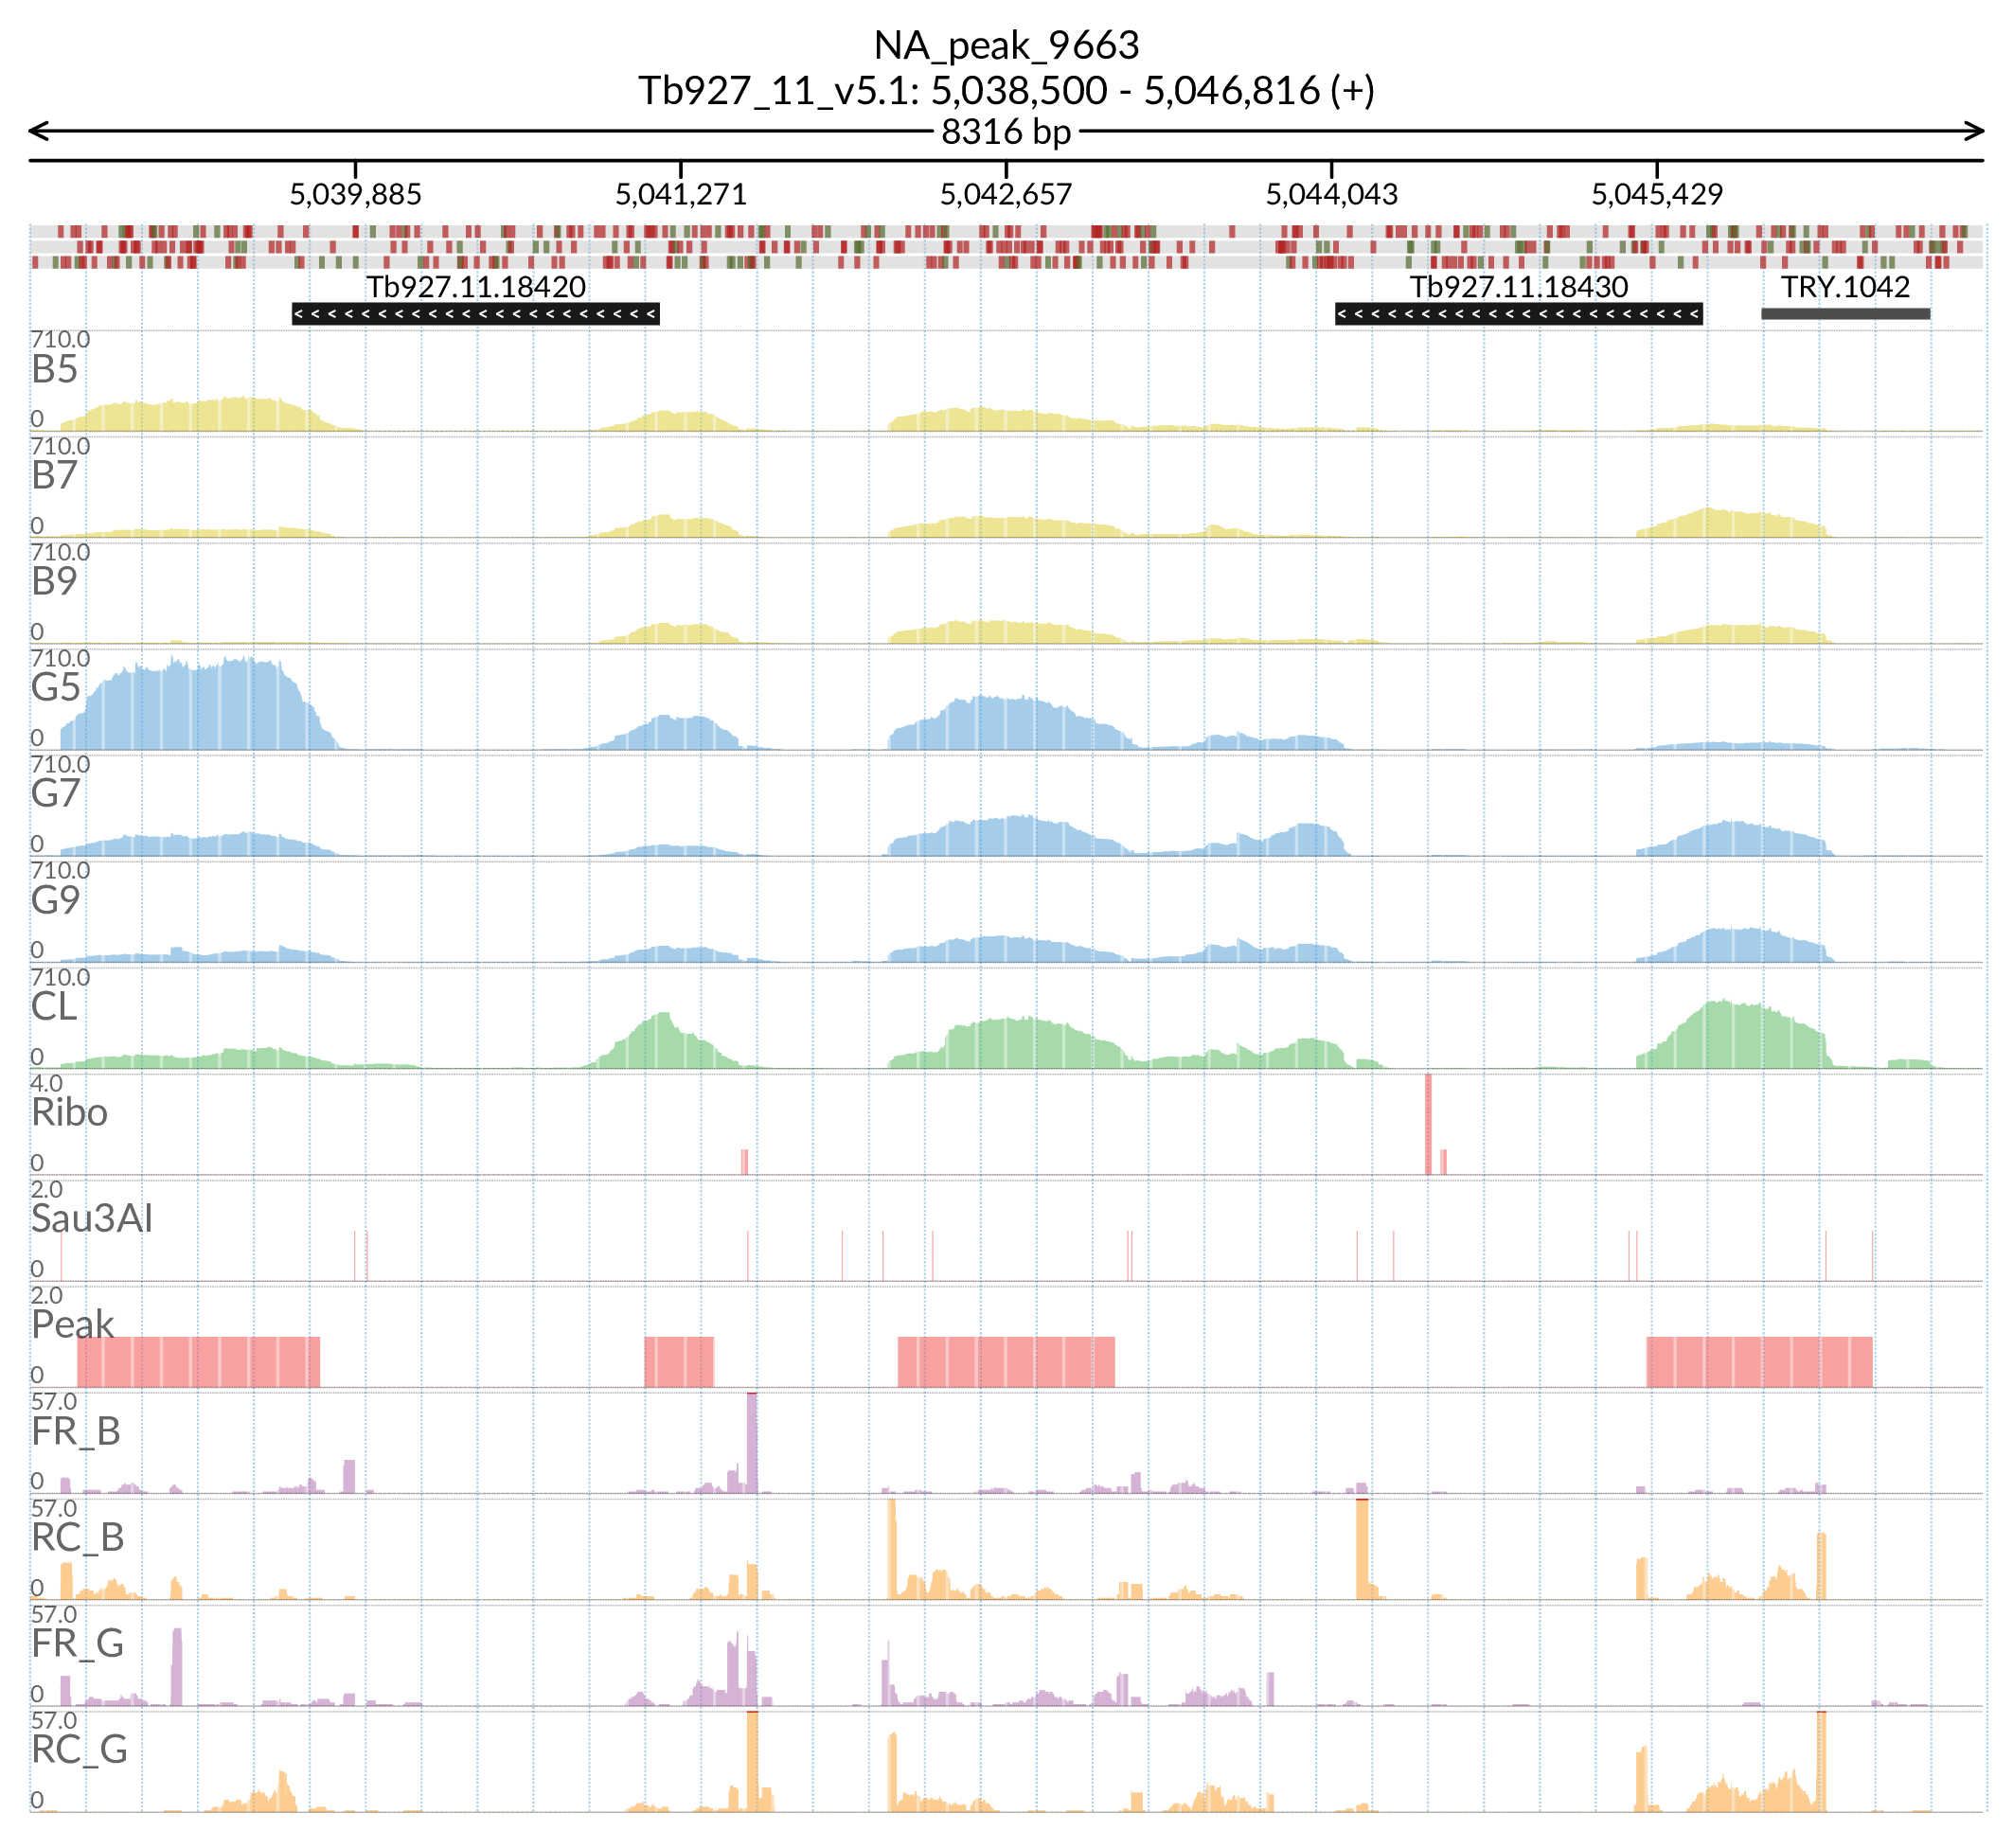 NA_peak_9663
Tb927_11_v5.1: 5,038,500 - 5,046,816 (+)
8316 bp
5,039,885 5,041,271 5,042,657 5,044,043 5,045,429
Tb927.11.18420 Tb927.11.18430 TRY.1042
710.0
B5
0
710.0
B7
0
710.0
B9
0
710.0
G5
0
710.0
G7
0
710.0
G9
0
710.0
CL
0
4.0
Ribo
0
2.0
Sau3AI
0
2.0
Peak
0
57.0
FR_B
0
57.0
RC_B
0
57.0
FR_G
0
57.0
RC_G
0